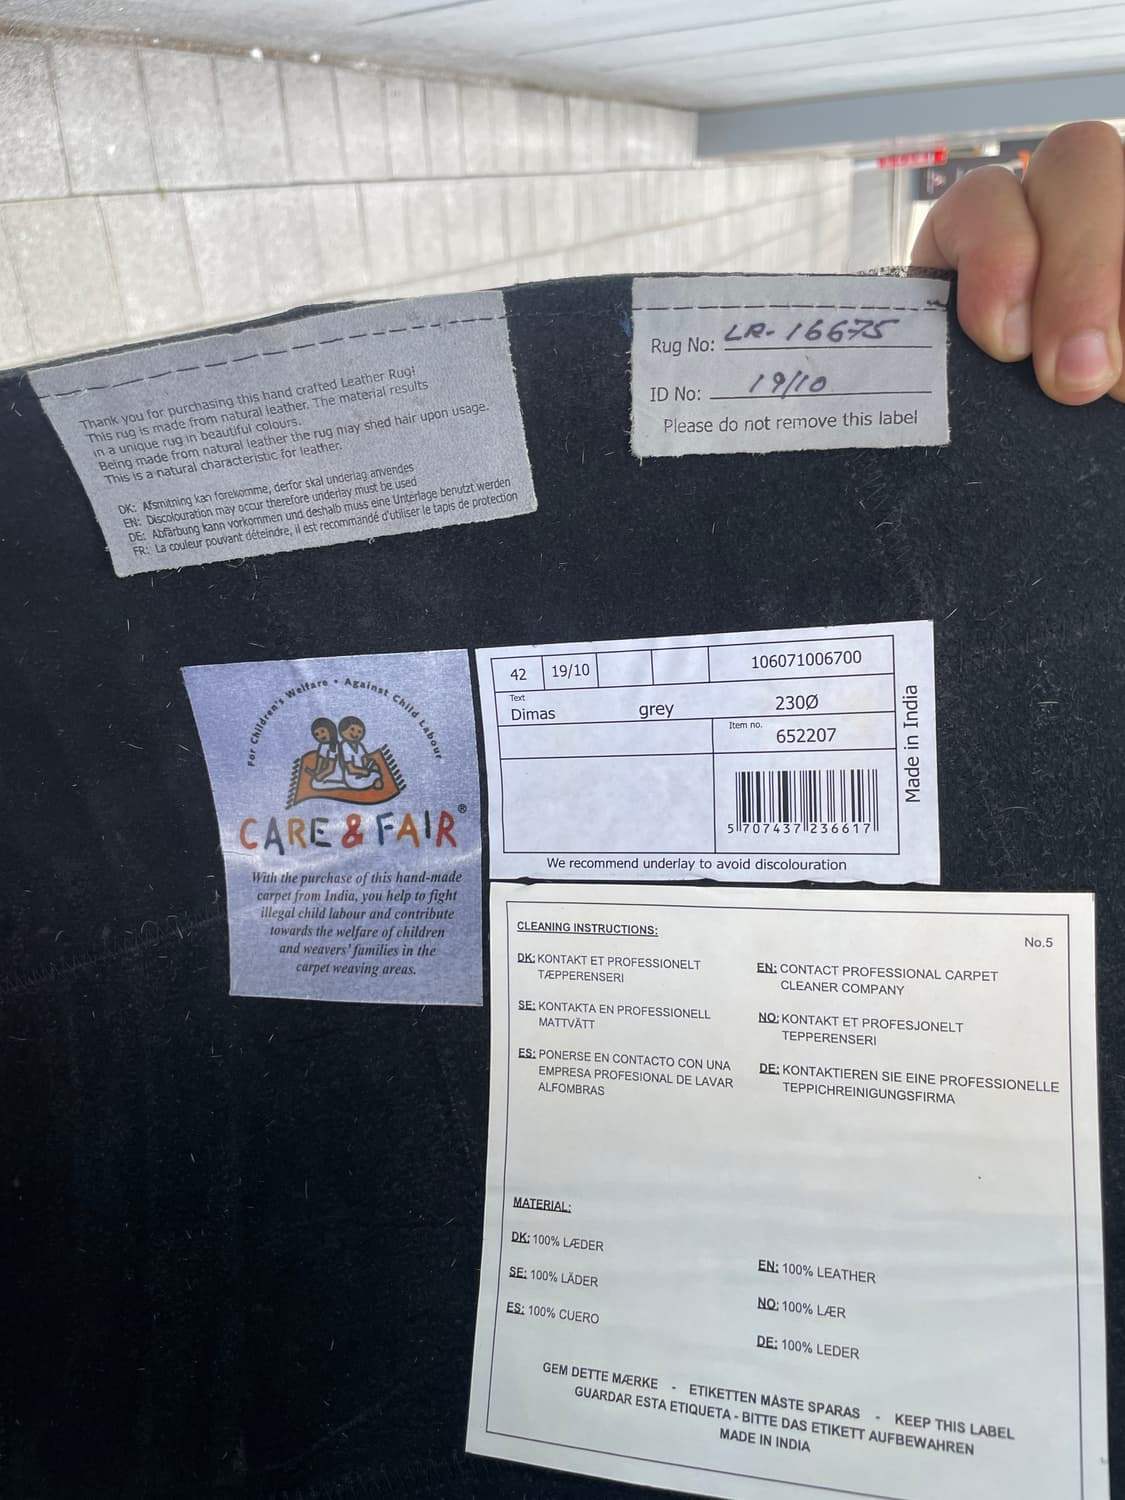 Thank you for purchasing this hand crafted Leather Rug!
This rug is made from natural leather. The material results
in a unique rug in beautiful colours.
Being made from natural leather the rug may shed hair upon usage.
This is a natural characteristic for leather.
DK: Afsmitning kan forekomme, derfor skal underlag anvendes
EN: Discolouration may occur therefore underlay must be used
DE: Abfärbung kann vorkommen und deshalb muss eine Unterlage benutzt werden
FR: La couleur pouvant déteindre, il est recommandé d'utiliser le tapis de protection
Rug No: LR-16675
ID No: 19/10
Please do not remove this label
For Children's Welfare • Against Child Labour
CARE & FAIR®
With the purchase of this hand-made
carpet from India, you help to fight
illegal child labour and contribute
towards the welfare of children
and weavers' families in the
carpet weaving areas.
42 19/10 106071006700
Text
Dimas grey 230Ø
Item no.
652207
5 707437 236617
Made in India
We recommend underlay to avoid discolouration
CLEANING INSTRUCTIONS:
No.5
DK: KONTAKT ET PROFESSIONELT
TÆPPERENSERI
SE: KONTAKTA EN PROFESSIONELL
MATTVÄTT
ES: PONERSE EN CONTACTO CON UNA
EMPRESA PROFESIONAL DE LAVAR
ALFOMBRAS
EN: CONTACT PROFESSIONAL CARPET
CLEANER COMPANY
NO: KONTAKT ET PROFESJONELT
TEPPERENSERI
DE: KONTAKTIEREN SIE EINE PROFESSIONELLE
TEPPICHREINIGUNGSFIRMA
MATERIAL:
DK: 100% LÆDER
SE: 100% LÄDER
ES: 100% CUERO
EN: 100% LEATHER
NO: 100% LÆR
DE: 100% LEDER
GEM DETTE MÆRKE - ETIKETTEN MÅSTE SPARAS - KEEP THIS LABEL
GUARDAR ESTA ETIQUETA - BITTE DAS ETIKETT AUFBEWAHREN
MADE IN INDIA